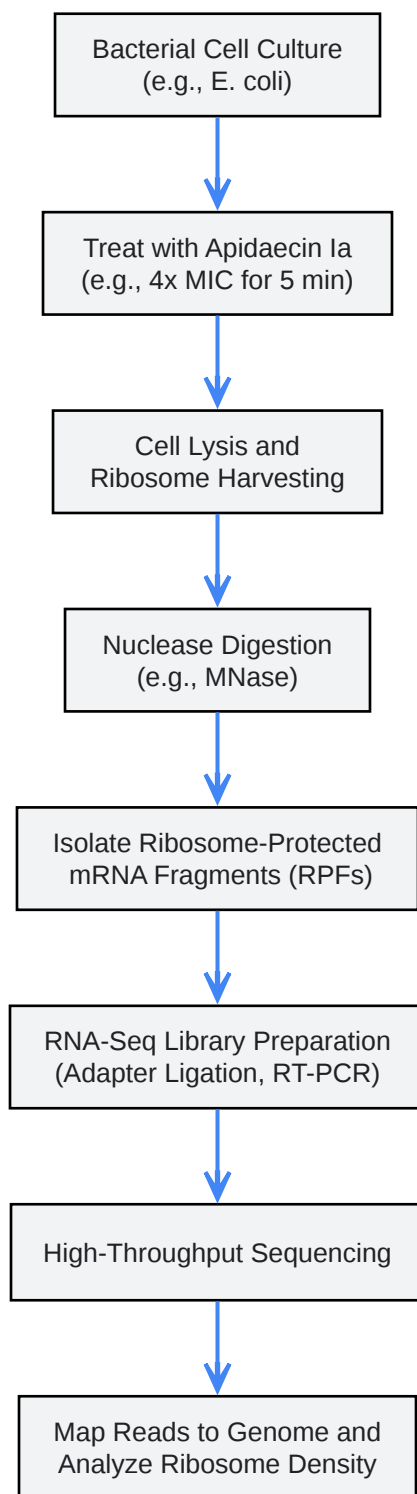 Bacterial Cell Culture
(e.g., E. coli)
Treat with Apidaecin Ia
(e.g., 4x MIC for 5 min)
Cell Lysis and
Ribosome Harvesting
Nuclease Digestion
(e.g., MNase)
Isolate Ribosome-Protected
mRNA Fragments (RPFs)
RNA-Seq Library Preparation
(Adapter Ligation, RT-PCR)
High-Throughput Sequencing
Map Reads to Genome and
Analyze Ribosome Density